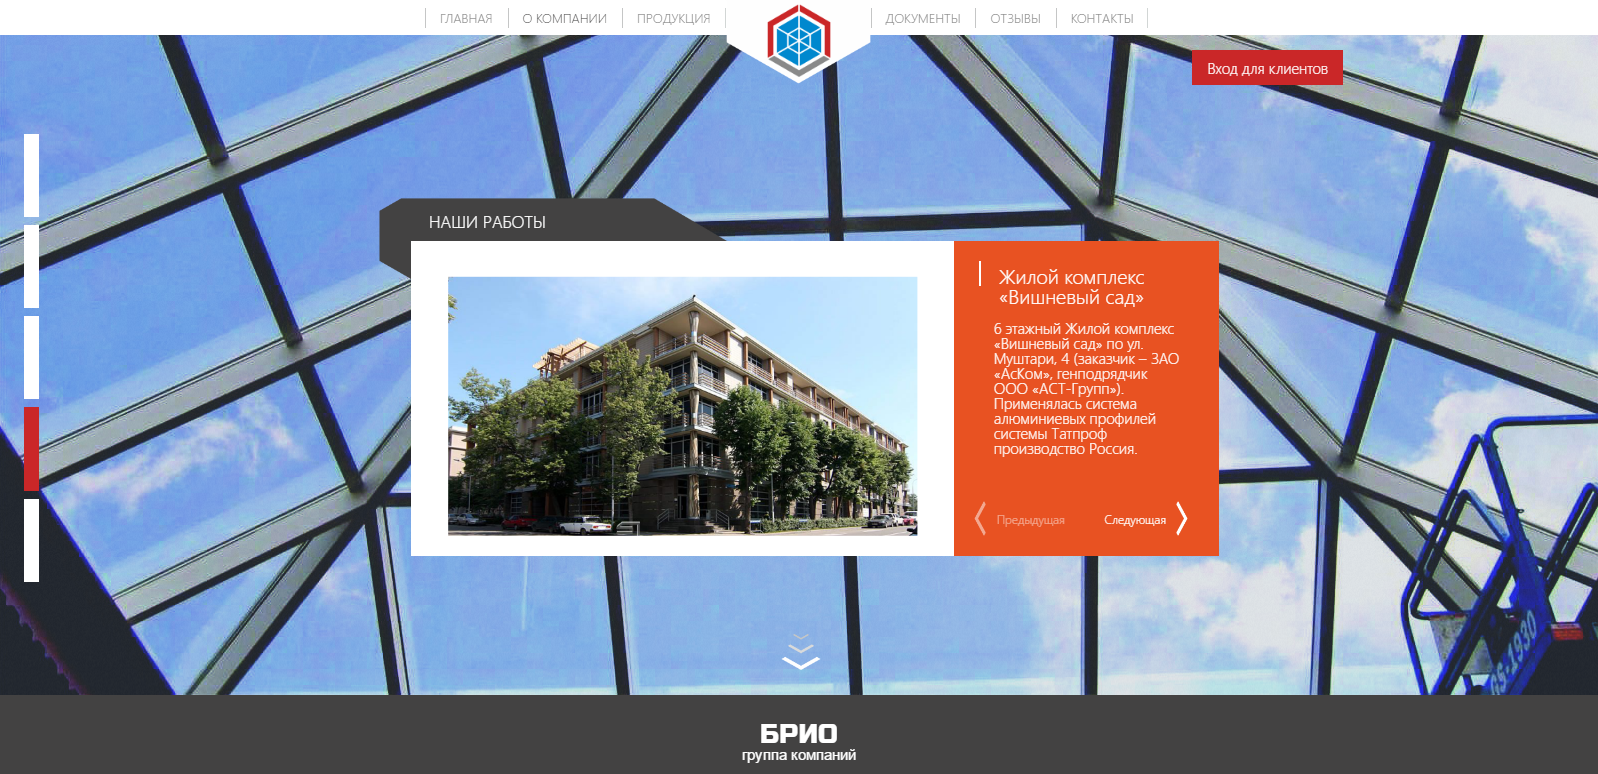 ГЛАВНАЯ
О КОМПАНИИ
ПРОДУКЦИЯ
ДОКУМЕНТЫ
ОТЗЫВЫ
КОНТАКТЫ
Вход для клиентов
НАШИ РАБОТЫ
Жилой комплекс
«Вишневый сад»
6 этажный Жилой комплекс
«Вишневый сад» по ул.
Муштари, 4 (заказчик – ЗАО
«АсКом», генподрядчик
ООО «АСТ-Групп»).
Применялась система
алюминиевых профилей
системы Татпроф
производство Россия.
Предыдущая
Следующая
GS-1930
БРИО
группа компаний